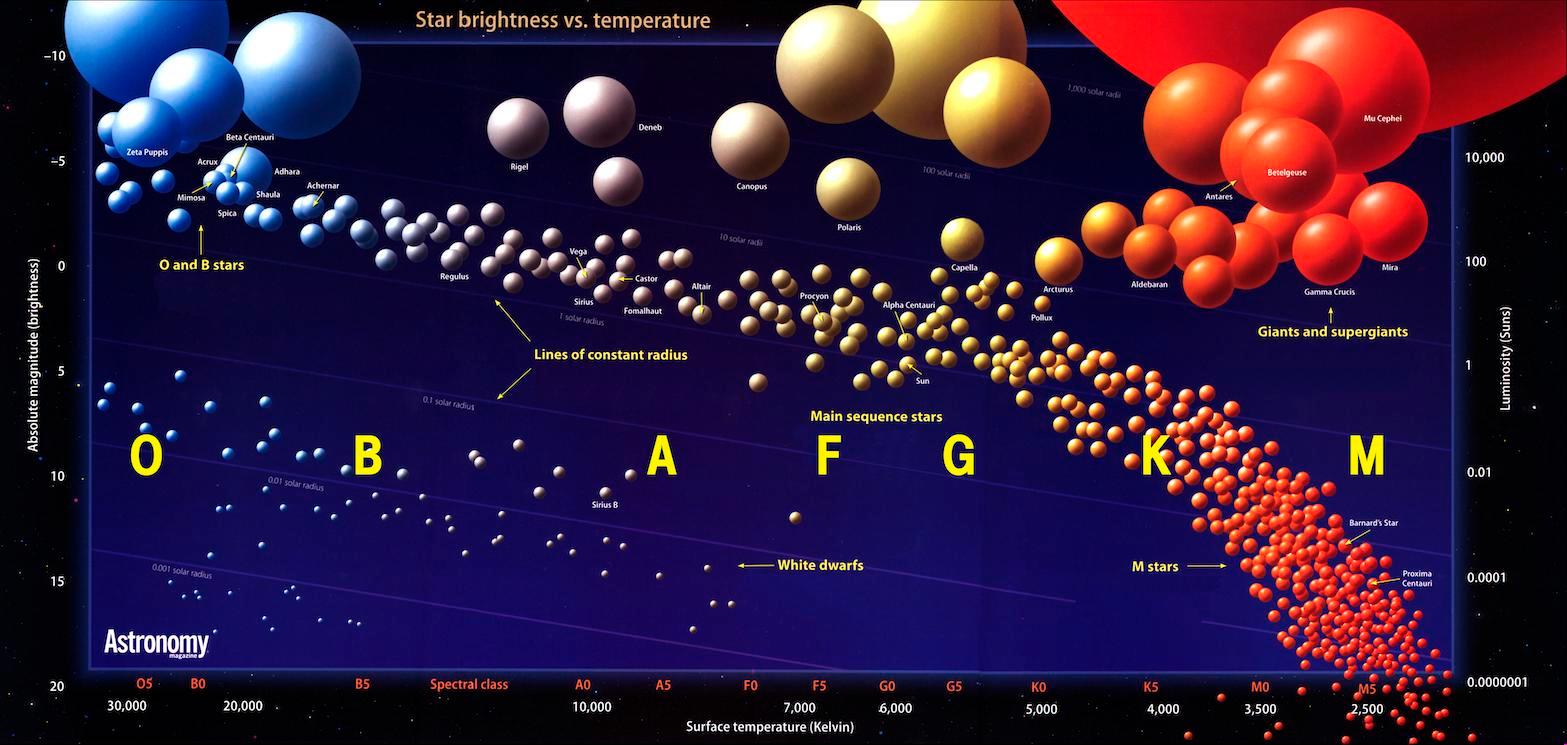 Star brightness vs. temperature
–10
1,000 solar radii
Mu Cephei
Deneb
Beta Centauri
Zeta Puppis
–5
10,000
Acrux
Rigel
100 solar radii
Adhara
Betelgeuse
Achernar
Canopus
Mimosa
Shaula
Antares
Spica
Polaris
10 solar radii
Vega
O and B stars
0
100
Capella
Mira
Regulus
Castor
Aldebaran
Altair
Arcturus
Gamma Crucis
Sirius
Procyon
Fomalhaut
Alpha Centauri
Pollux
1 solar radius
Giants and supergiants
Lines of constant radius
5
1
Sun
0.1 solar radius
Main sequence stars
Absolute magnitude (brightness)
Luminosity (Suns)
O B A F G K M
10
0.01
0.01 solar radius
Sirius B
Barnard's Star
White dwarfs
M stars
0.001 solar radius
15
0.0001
Proxima
Centauri
Astronomy
magazine
20
0.0000001
O5 B0 B5 Spectral class A0 A5 F0 F5 G0 G5 K0 K5 M0 M5
30,000 20,000 10,000 7,000 6,000 5,000 4,000 3,500 2,500
Surface temperature (Kelvin)